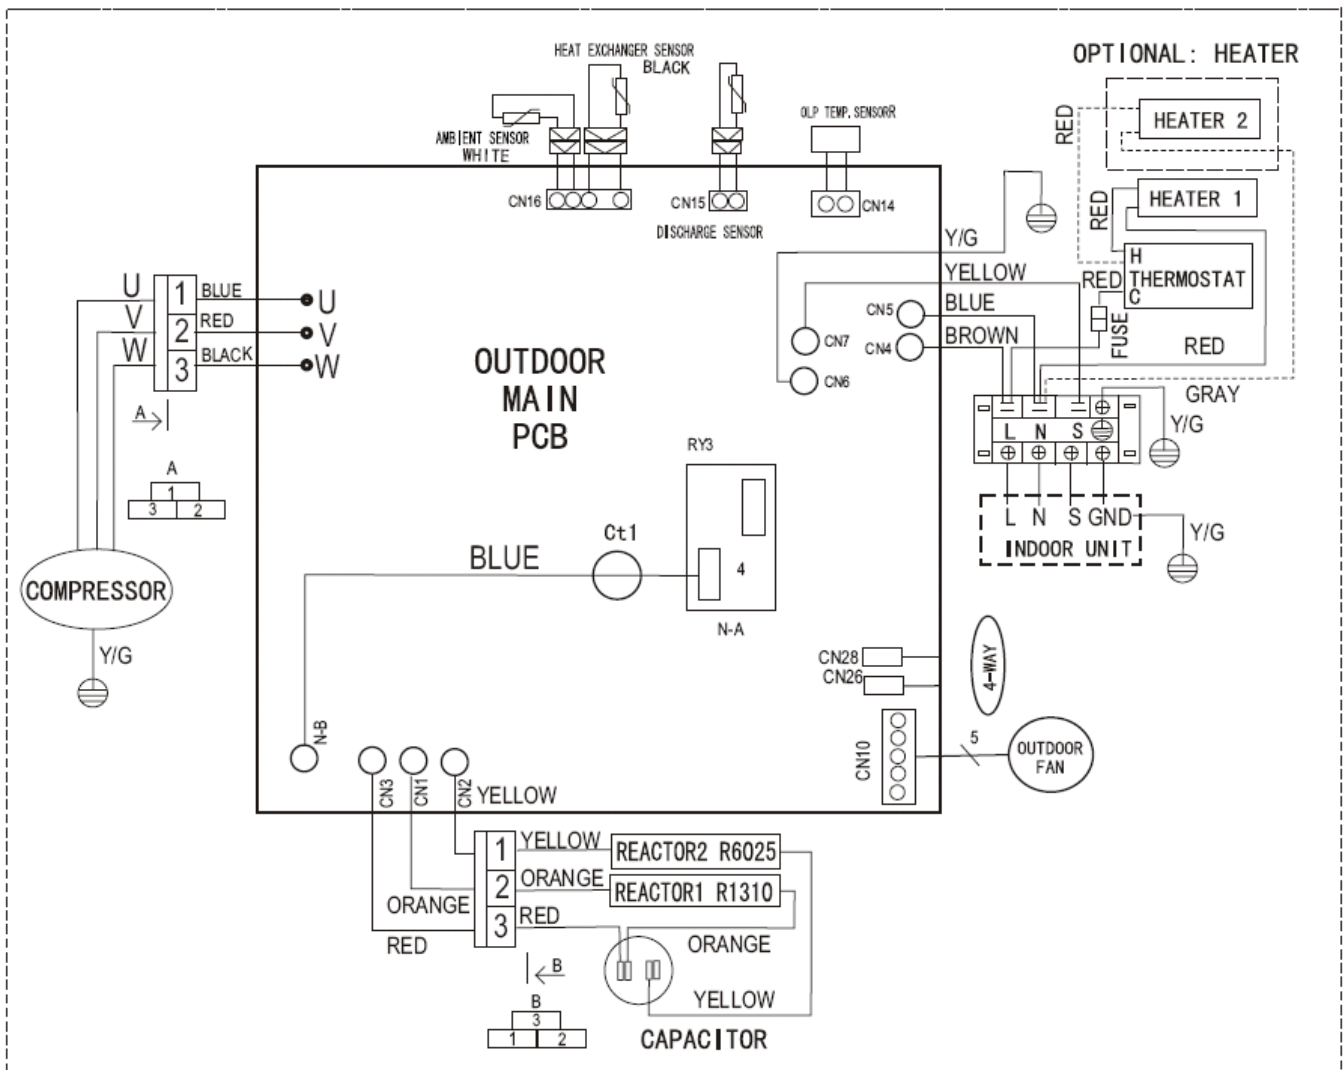 HEAT EXCHANGER SENSOR
BLACK
OPTIONAL: HEATER
AMBIENT SENSOR
WHITE
OLP TEMP. SENSORR
RED
HEATER 2
CN16
CN15
CN14
DISCHARGE SENSOR
RED
HEATER 1
Y/G
H
RED
THERMOSTAT
C
YELLOW
U
1
BLUE
U
V
2
RED
V
W
3
BLACK
W
CN5
BLUE
CN7
CN4
BROWN
CN6
FUSE
RED
OUTDOOR
MAIN
PCB
GRAY
A
L N S
Y/G
RY3
A
1
3 2
L N S GND
INDOOR UNIT
Y/G
Ct1
BLUE
4
COMPRESSOR
N-A
Y/G
CN28
CN26
4-WAY
N-B
CN3
CN1
CN2
YELLOW
CN10
5
OUTDOOR
FAN
1
YELLOW
REACTOR2 R6025
2
ORANGE
REACTOR1 R1310
ORANGE
3
RED
RED
ORANGE
B
YELLOW
B
3
1 2
CAPACITOR